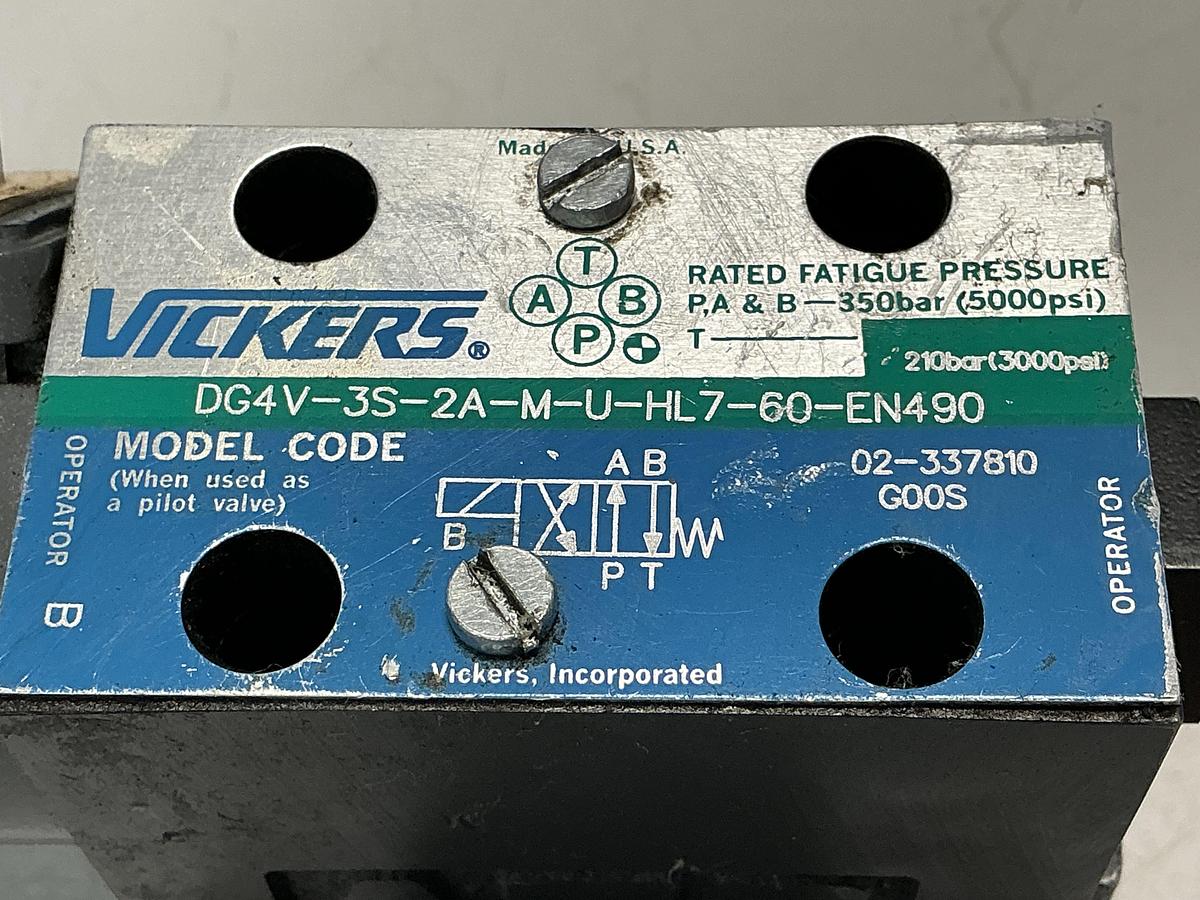 Made U.S.A.
T
A B
P
VICKERS®
RATED FATIGUE PRESSURE
P,A & B — 350bar (5000psi)
T —
210bar(3000psi)
DG4V-3S-2A-M-U-HL7-60-EN490
MODEL CODE
(When used as
a pilot valve)
OPERATOR B
A B
B
P T
02-337810
G00S
OPERATOR
Vickers, Incorporated